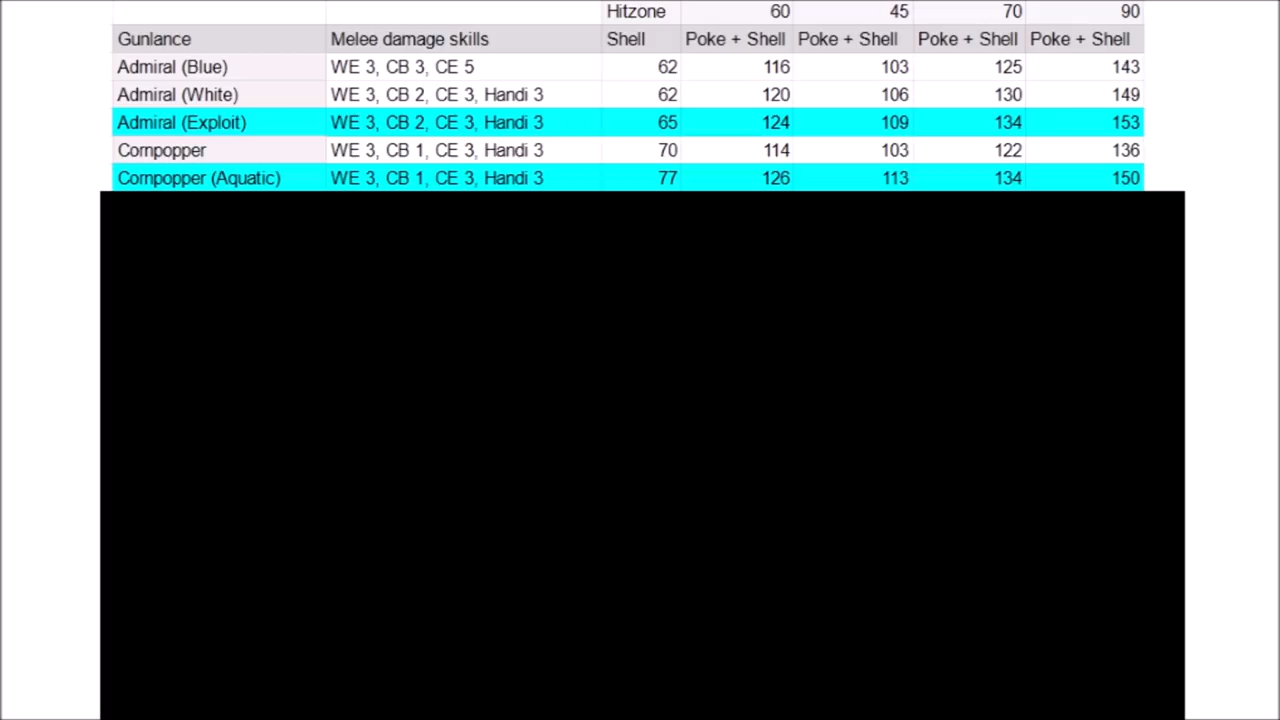 Hitzone 60 45 70 90
Gunlance Melee damage skills Shell Poke + Shell Poke + Shell Poke + Shell Poke + Shell
Admiral (Blue) WE 3, CB 3, CE 5 62 116 103 125 143
Admiral (White) WE 3, CB 2, CE 3, Handi 3 62 120 106 130 149
Admiral (Exploit) WE 3, CB 2, CE 3, Handi 3 65 124 109 134 153
Cornpopper WE 3, CB 1, CE 3, Handi 3 70 114 103 122 136
Cornpopper (Aquatic) WE 3, CB 1, CE 3, Handi 3 77 126 113 134 150